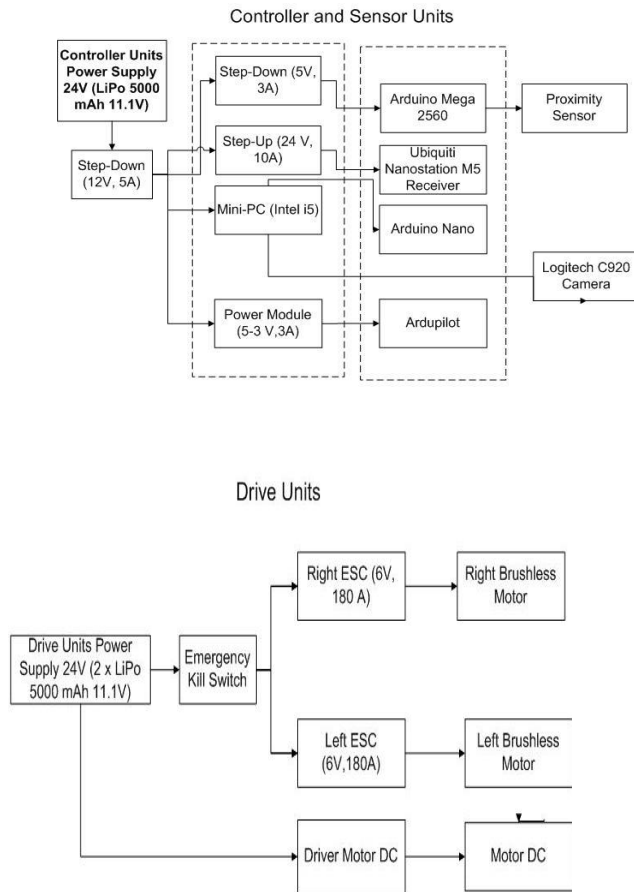 Controller and Sensor Units
Controller Units
Power Supply
24V (LiPo 5000
mAh 11.1V)
Step-Down
(12V, 5A)
Step-Down (5V,
3A)
Step-Up (24 V,
10A)
Mini-PC (Intel i5)
Power Module
(5-3 V,3A)
Arduino Mega
2560
Ubiquiti
Nanostation M5
Receiver
Arduino Nano
Ardupilot
Proximity
Sensor
Logitech C920
Camera
Drive Units
Drive Units Power
Supply 24V (2 x LiPo
5000 mAh 11.1V)
Emergency
Kill Switch
Right ESC (6V,
180 A)
Right Brushless
Motor
Left ESC
(6V,180A)
Left Brushless
Motor
Driver Motor DC
Motor DC